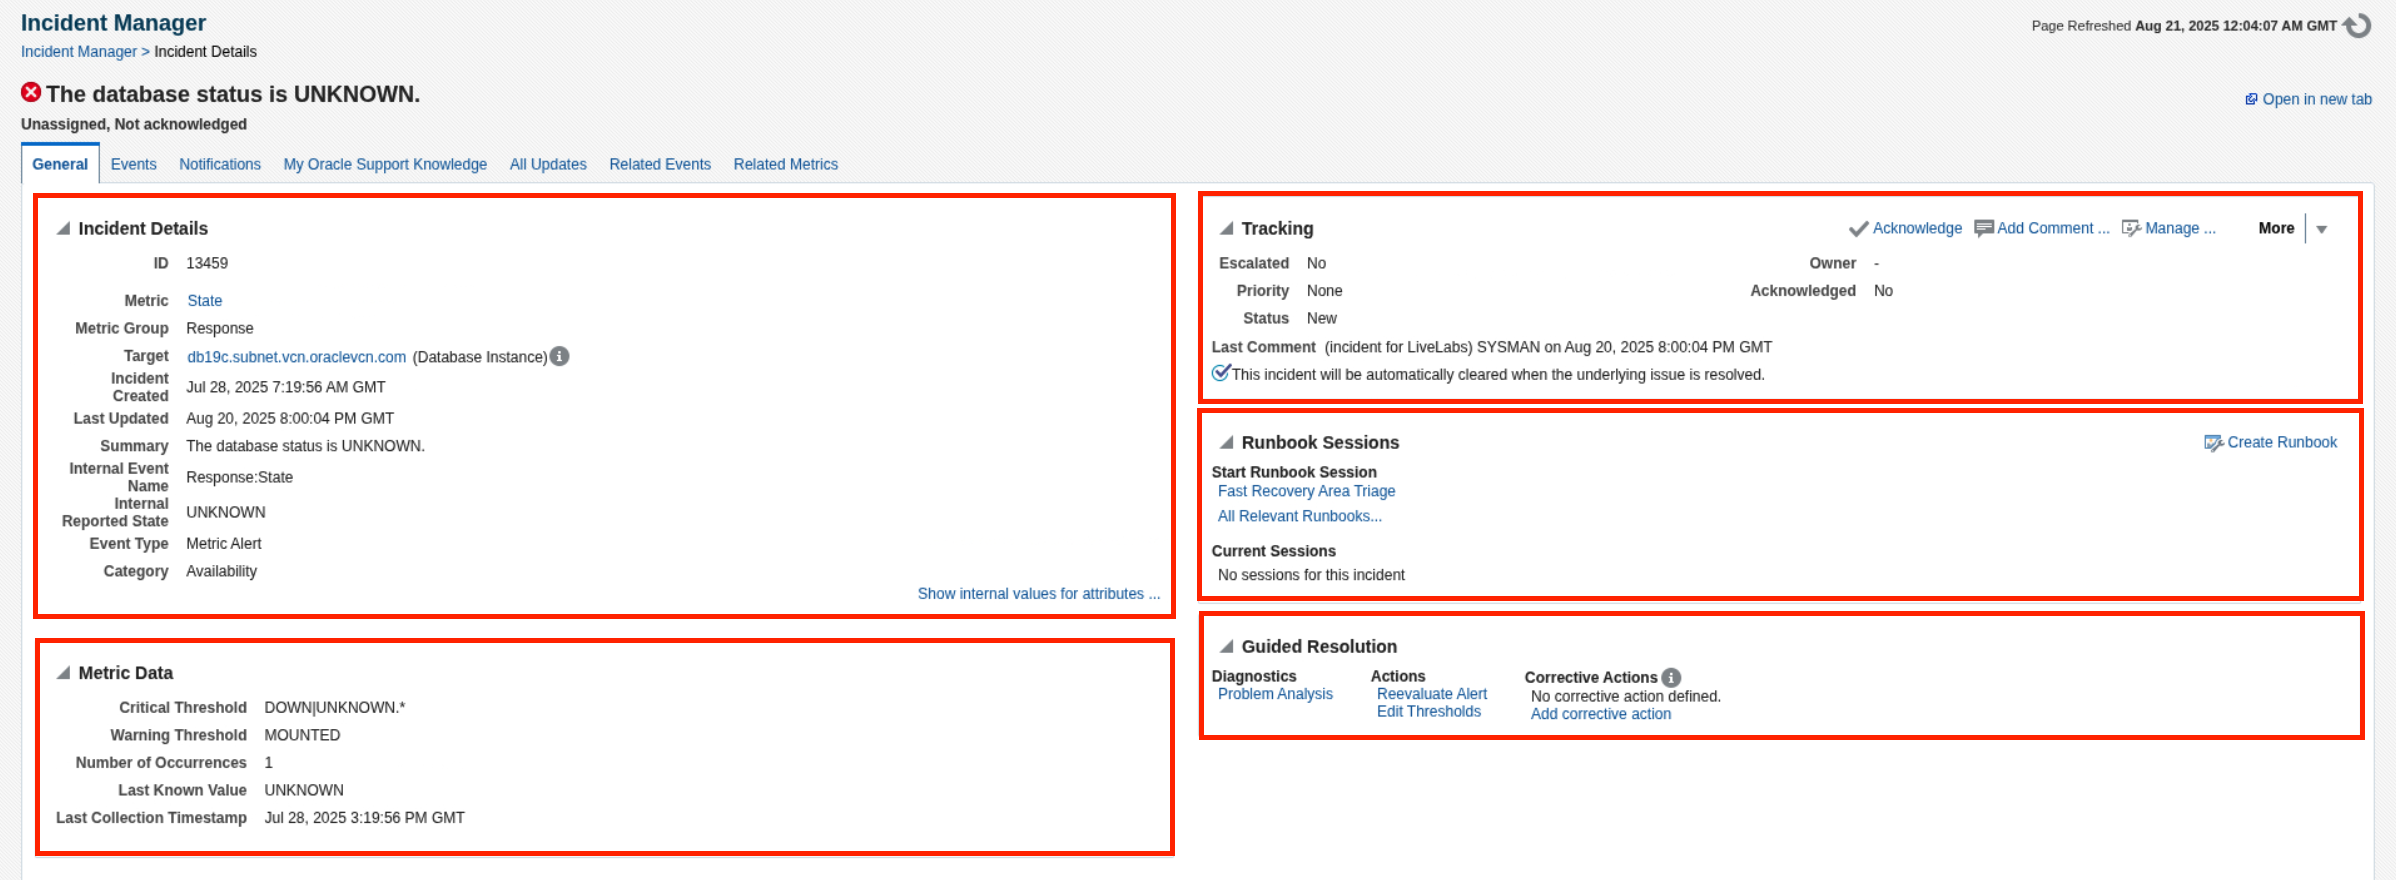 Incident Manager
Page Refreshed Aug 21, 2025 12:04:07 AM GMT
Incident Manager > Incident Details
The database status is UNKNOWN.
Open in new tab
Unassigned, Not acknowledged
General Events Notifications My Oracle Support Knowledge All Updates Related Events Related Metrics
Incident Details
ID 13459
Metric State
Metric Group Response
Target db19c.subnet.vcn.oraclevcn.com (Database Instance)
Incident Created Jul 28, 2025 7:19:56 AM GMT
Last Updated Aug 20, 2025 8:00:04 PM GMT
Summary The database status is UNKNOWN.
Internal Event Name Response:State
Internal Reported State UNKNOWN
Event Type Metric Alert
Category Availability
Show internal values for attributes ...
Metric Data
Critical Threshold DOWN|UNKNOWN.*
Warning Threshold MOUNTED
Number of Occurrences 1
Last Known Value UNKNOWN
Last Collection Timestamp Jul 28, 2025 3:19:56 PM GMT
Tracking
Acknowledge Add Comment ... Manage ... More
Escalated No Owner -
Priority None Acknowledged No
Status New
Last Comment (incident for LiveLabs) SYSMAN on Aug 20, 2025 8:00:04 PM GMT
This incident will be automatically cleared when the underlying issue is resolved.
Runbook Sessions
Create Runbook
Start Runbook Session
Fast Recovery Area Triage
All Relevant Runbooks...
Current Sessions
No sessions for this incident
Guided Resolution
Diagnostics Actions Corrective Actions
Problem Analysis Reevaluate Alert No corrective action defined.
Edit Thresholds Add corrective action